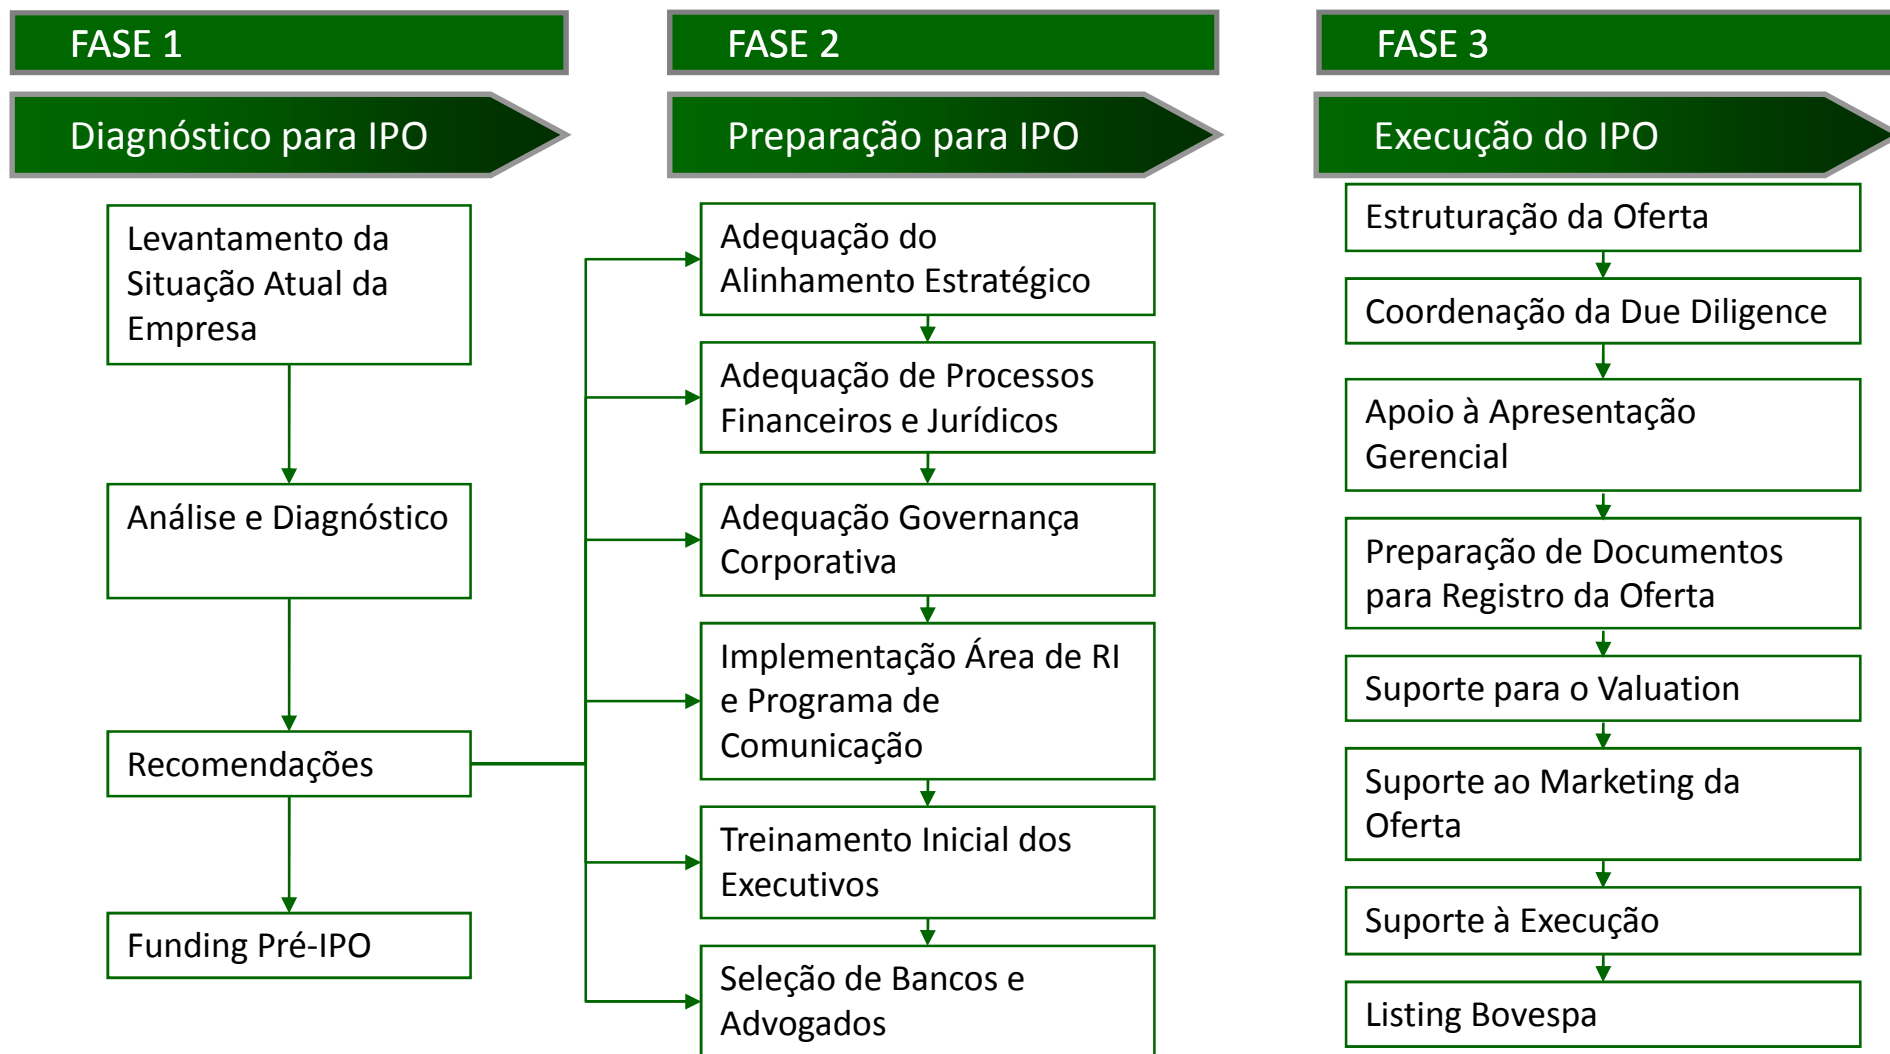 FASE 1
Diagnóstico para IPO
Levantamento da
Situação Atual da
Empresa
Análise e Diagnóstico
Recomendações
Funding Pré-IPO
FASE 2
Preparação para IPO
Adequação do
Alinhamento Estratégico
Adequação de Processos
Financeiros e Jurídicos
Adequação Governança
Corporativa
Implementação Área de RI
e Programa de
Comunicação
Treinamento Inicial dos
Executivos
Seleção de Bancos e
Advogados
FASE 3
Execução do IPO
Estruturação da Oferta
Coordenação da Due Diligence
Apoio à Apresentação
Gerencial
Preparação de Documentos
para Registro da Oferta
Suporte para o Valuation
Suporte ao Marketing da
Oferta
Suporte à Execução
Listing Bovespa